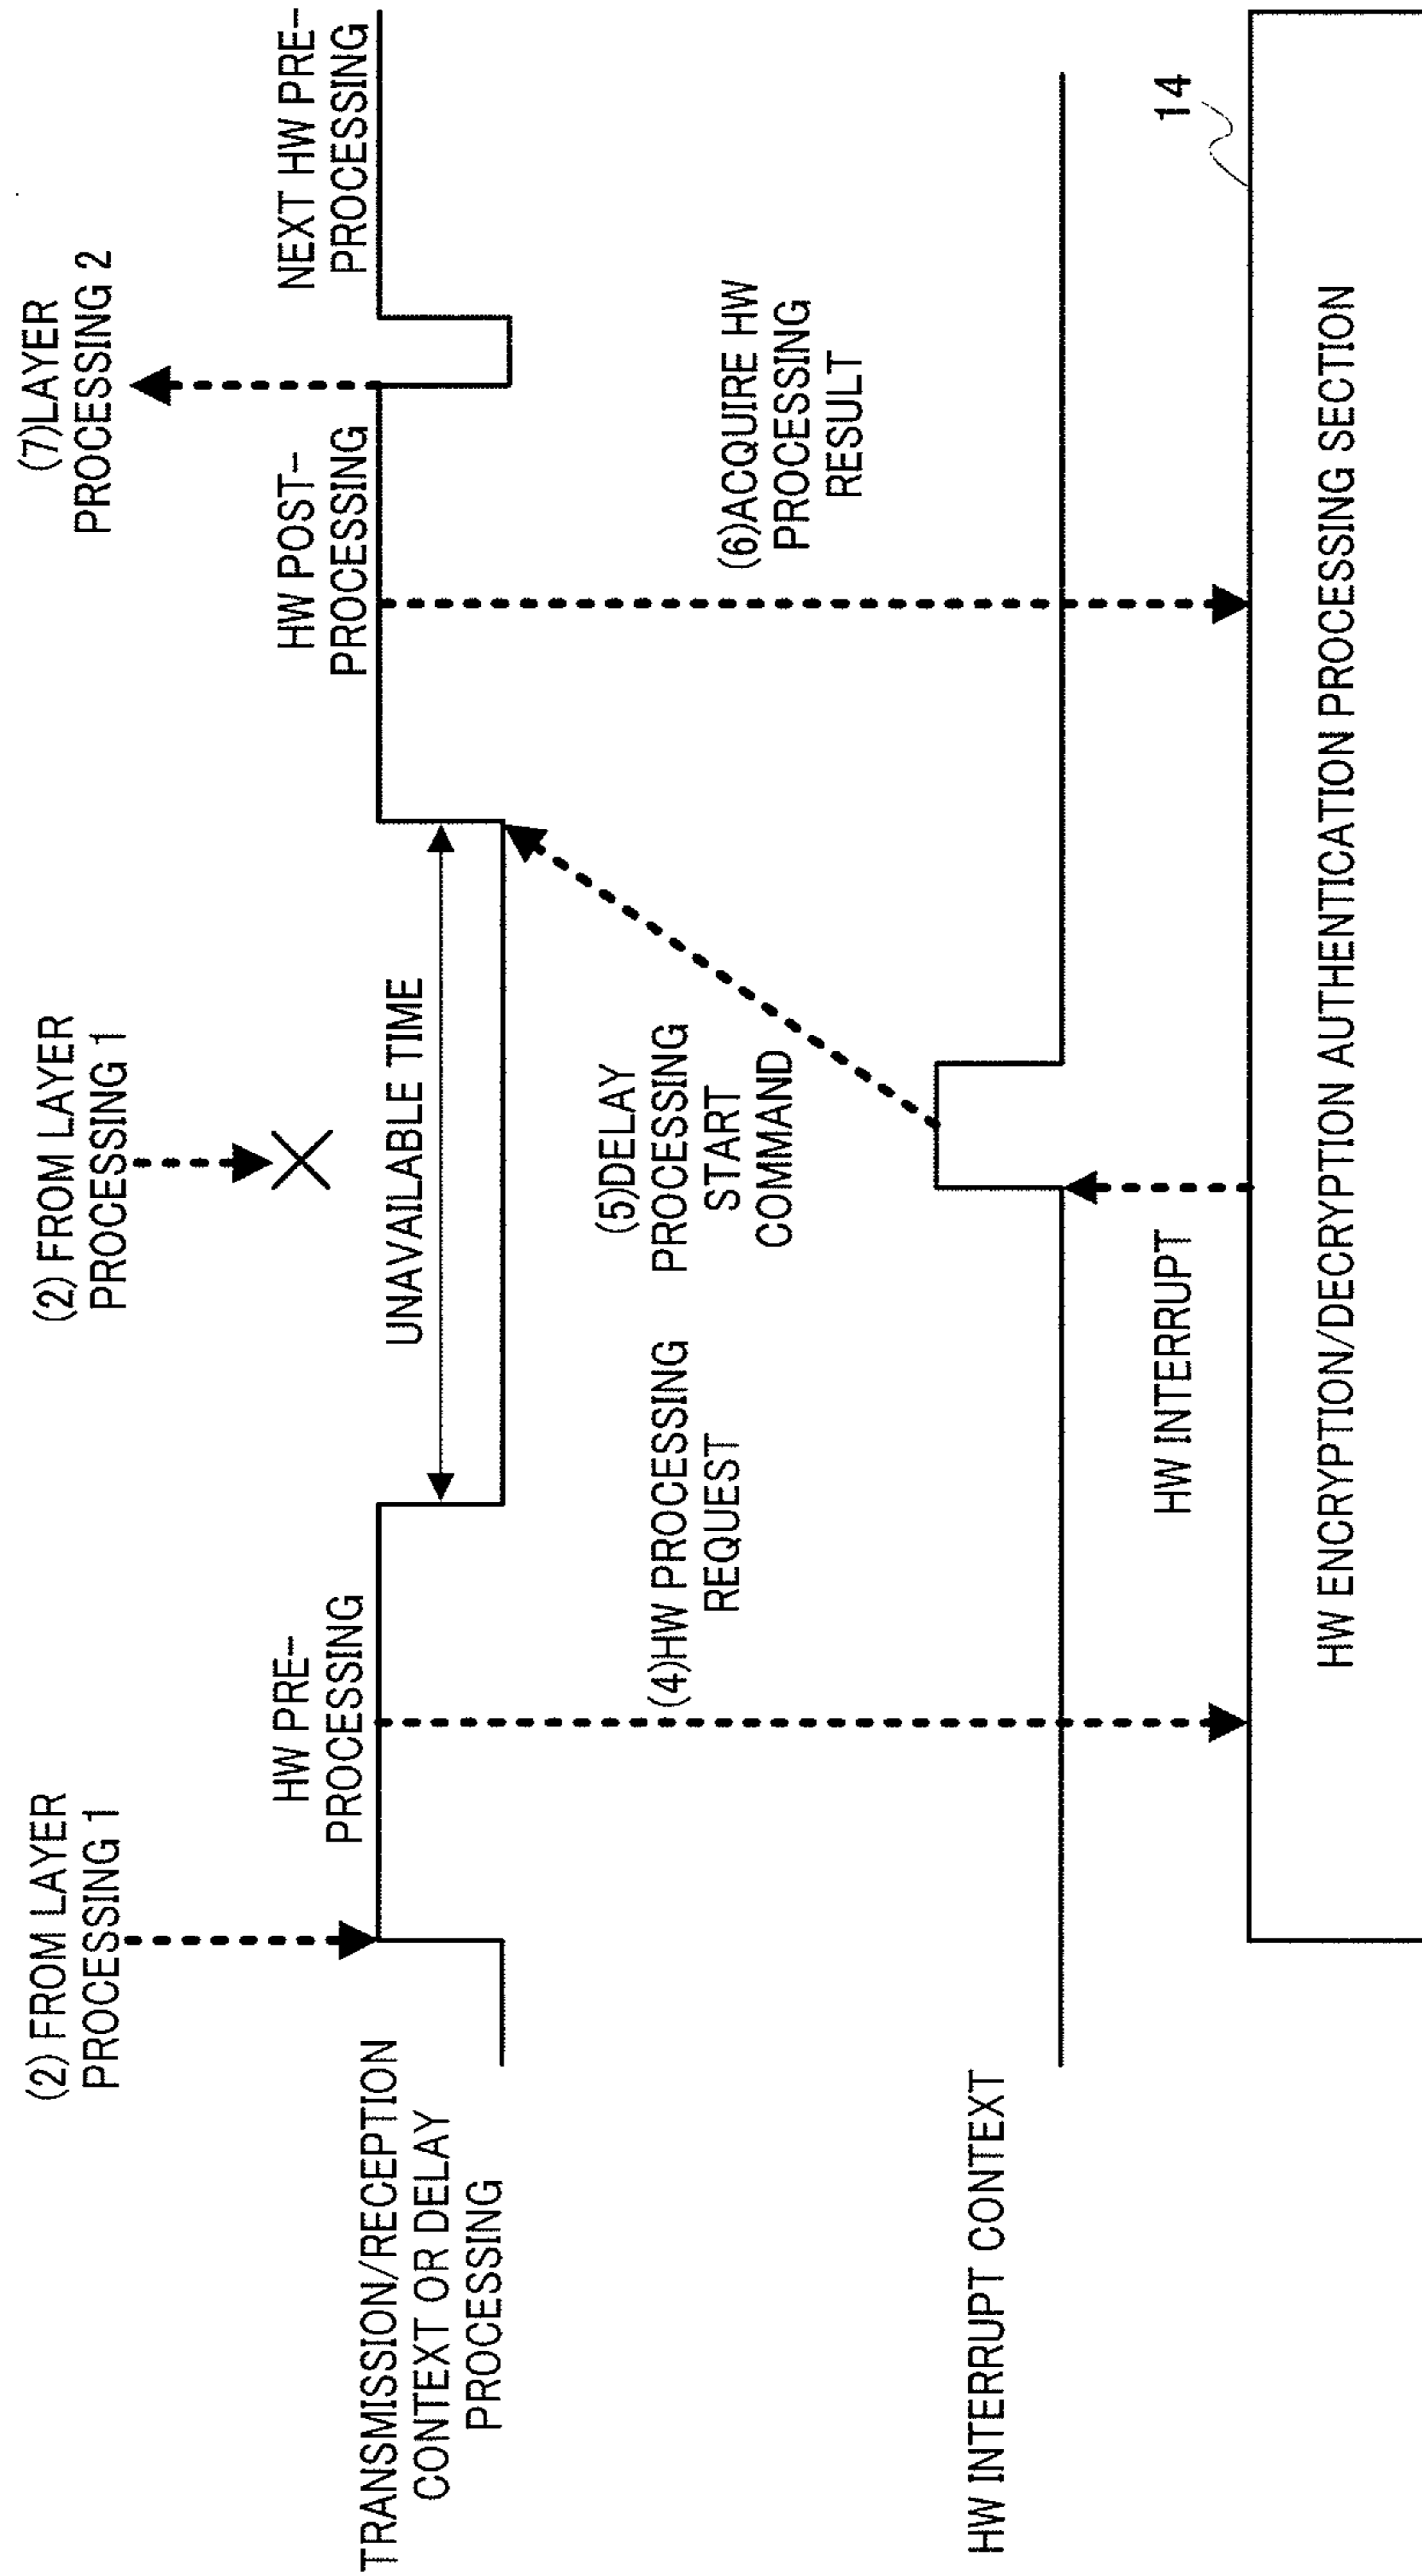 (2) FROM LAYER
PROCESSING 1
(2) FROM LAYER
PROCESSING 1
(7)LAYER
PROCESSING 2
HW PRE-
PROCESSING
UNAVAILABLE TIME
HW POST-
PROCESSING
NEXT HW PRE-
PROCESSING
TRANSMISSION/RECEPTION
CONTEXT OR DELAY
PROCESSING
(4)HW PROCESSING
REQUEST
(5)DELAY
PROCESSING
START
COMMAND
(6)ACQUIRE HW
PROCESSING
RESULT
HW INTERRUPT CONTEXT
HW INTERRUPT
14
HW ENCRYPTION/DECRYPTION AUTHENTICATION PROCESSING SECTION